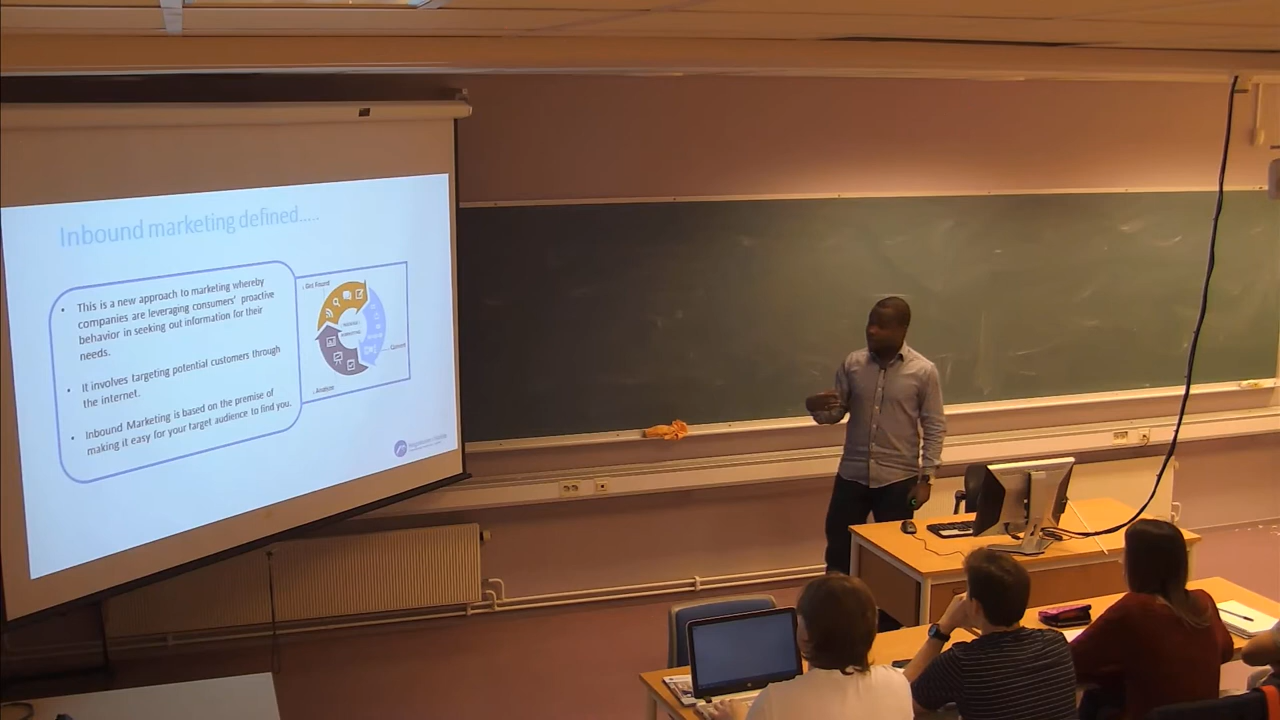 Inbound marketing defined.....
• This is a new approach to marketing whereby
companies are leveraging consumers' proactive
behavior in seeking out information for their
needs.
• It involves targeting potential customers through
the internet.
• Inbound Marketing is based on the premise of
making it easy for your target audience to find you.
Get Found
Convert
Analyze
MARKETING